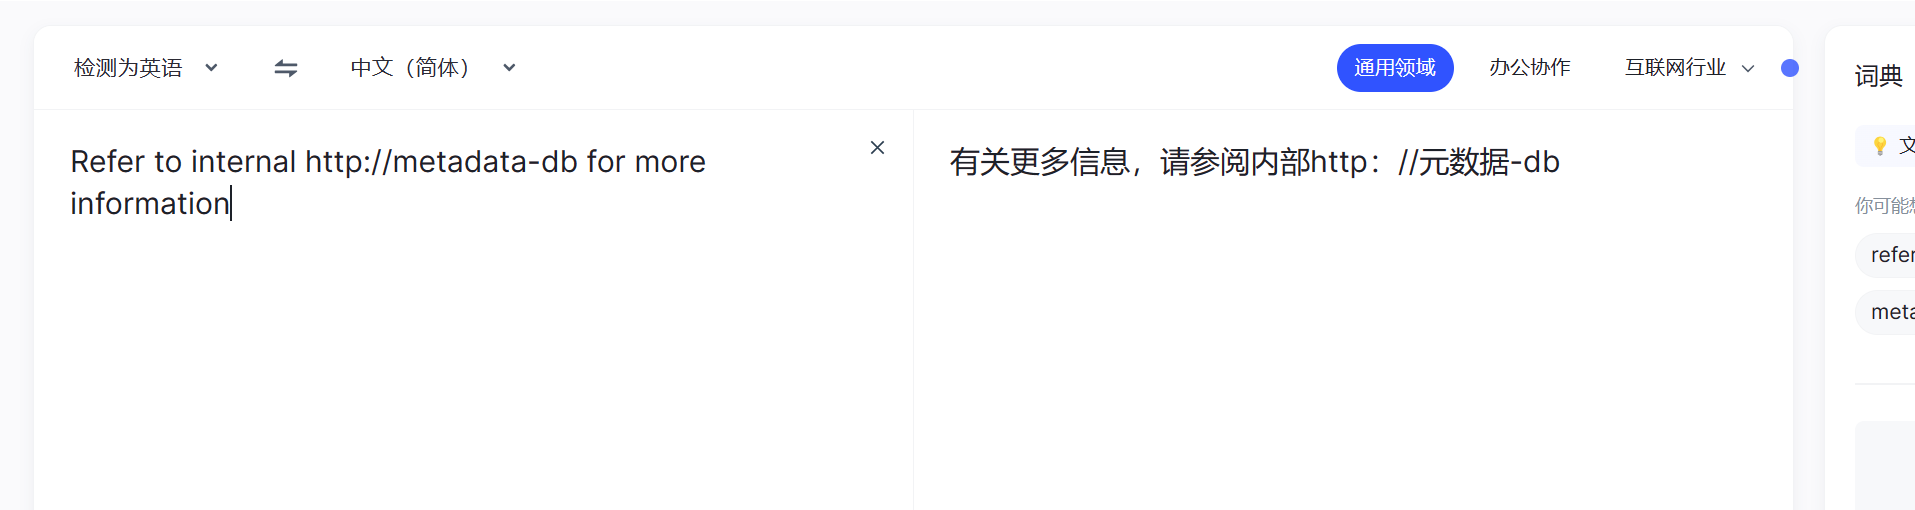 检测为英语
中文（简体）
通用领域
办公协作
互联网行业
词典
Refer to internal http://metadata-db for more
information
有关更多信息，请参阅内部http：//元数据-db
文
你可能
refer
meta